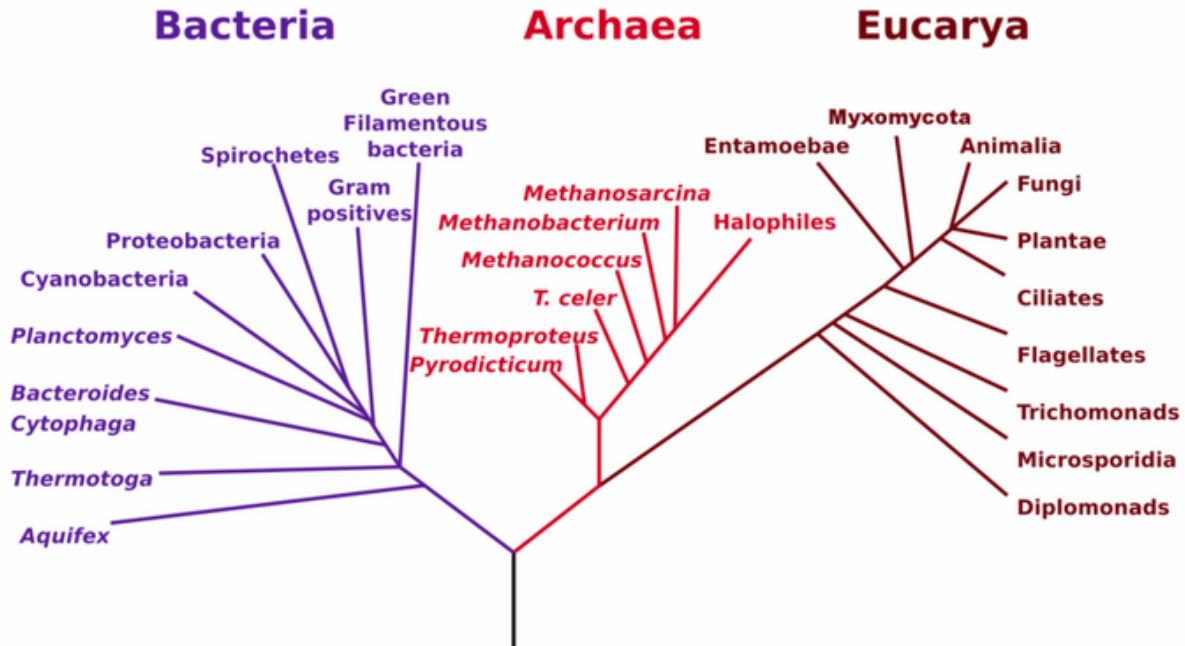 Bacteria
Archaea
Eucarya
Green
Filamentous
bacteria
Spirochetes
Gram
positives
Proteobacteria
Cyanobacteria
Planctomyces
Bacteroides
Cytophaga
Thermotoga
Aquifex
Methanosarcina
Methanobacterium
Halophiles
Methanococcus
T. celer
Thermoproteus
Pyrodicticum
Myxomycota
Entamoebae
Animalia
Fungi
Plantae
Ciliates
Flagellates
Trichomonads
Microsporidia
Diplomonads